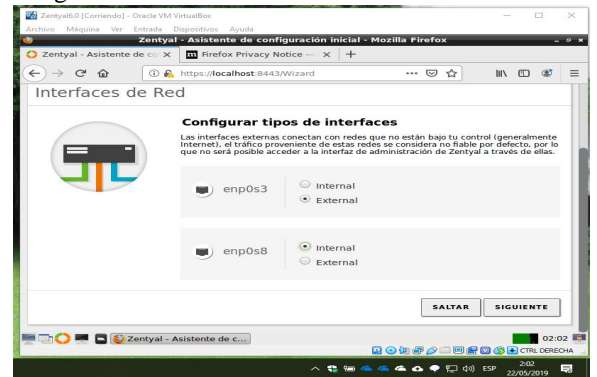 Zentyal6.0 [Corriendo] - Oracle VM VirtualBox
Archivo Máquina Ver Entrada Dispositivos Ayuda
Zentyal - Asistente de configuración inicial - Mozilla Firefox
Zentyal - Asistente de co Firefox Privacy Notice —
https://localhost:8443/Wizard
Interfaces de Red
Configurar tipos de interfaces
Las interfaces externas conectan con redes que no están bajo tu control (generalmente
Internet), el tráfico proveniente de estas redes se considera no fiable por defecto, por lo
que no será posible acceder a la interfaz de administración de Zentyal a través de ellas.
enp0s3
Internal
External
enp0s8
Internal
External
SALTAR SIGUIENTE
Zentyal - Asistente de c...
02:02
CTRL DERECHA
ESP
2:02
22/05/2019